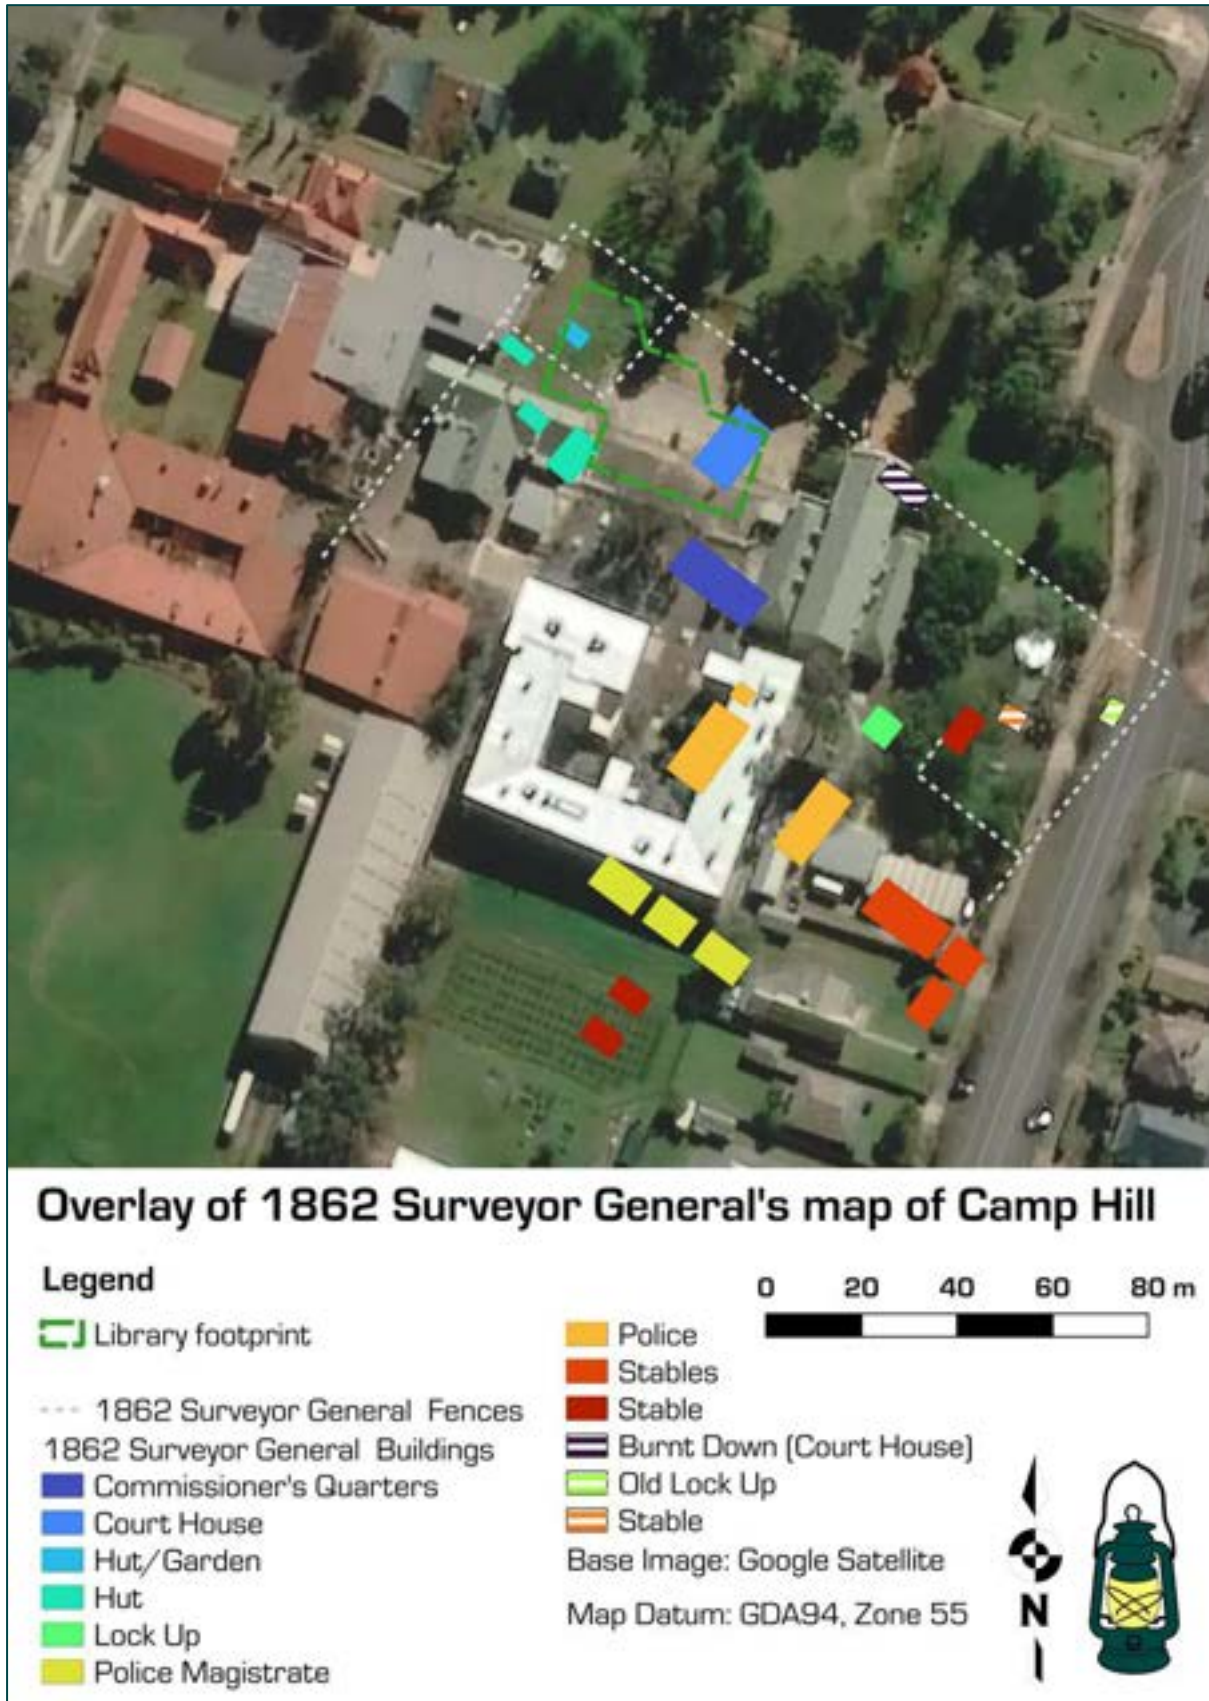 Overlay of 1862 Surveyor General's map of Camp Hill
Legend
Library footprint
1862 Surveyor General Fences
1862 Surveyor General Buildings
Commissioner's Quarters
Court House
Hut/Garden
Hut
Lock Up
Police Magistrate
0 20 40 60 80 m
Police
Stables
Stable
Burnt Down (Court House)
Old Lock Up
Stable
Base Image: Google Satellite
Map Datum: GDA94, Zone 55
N